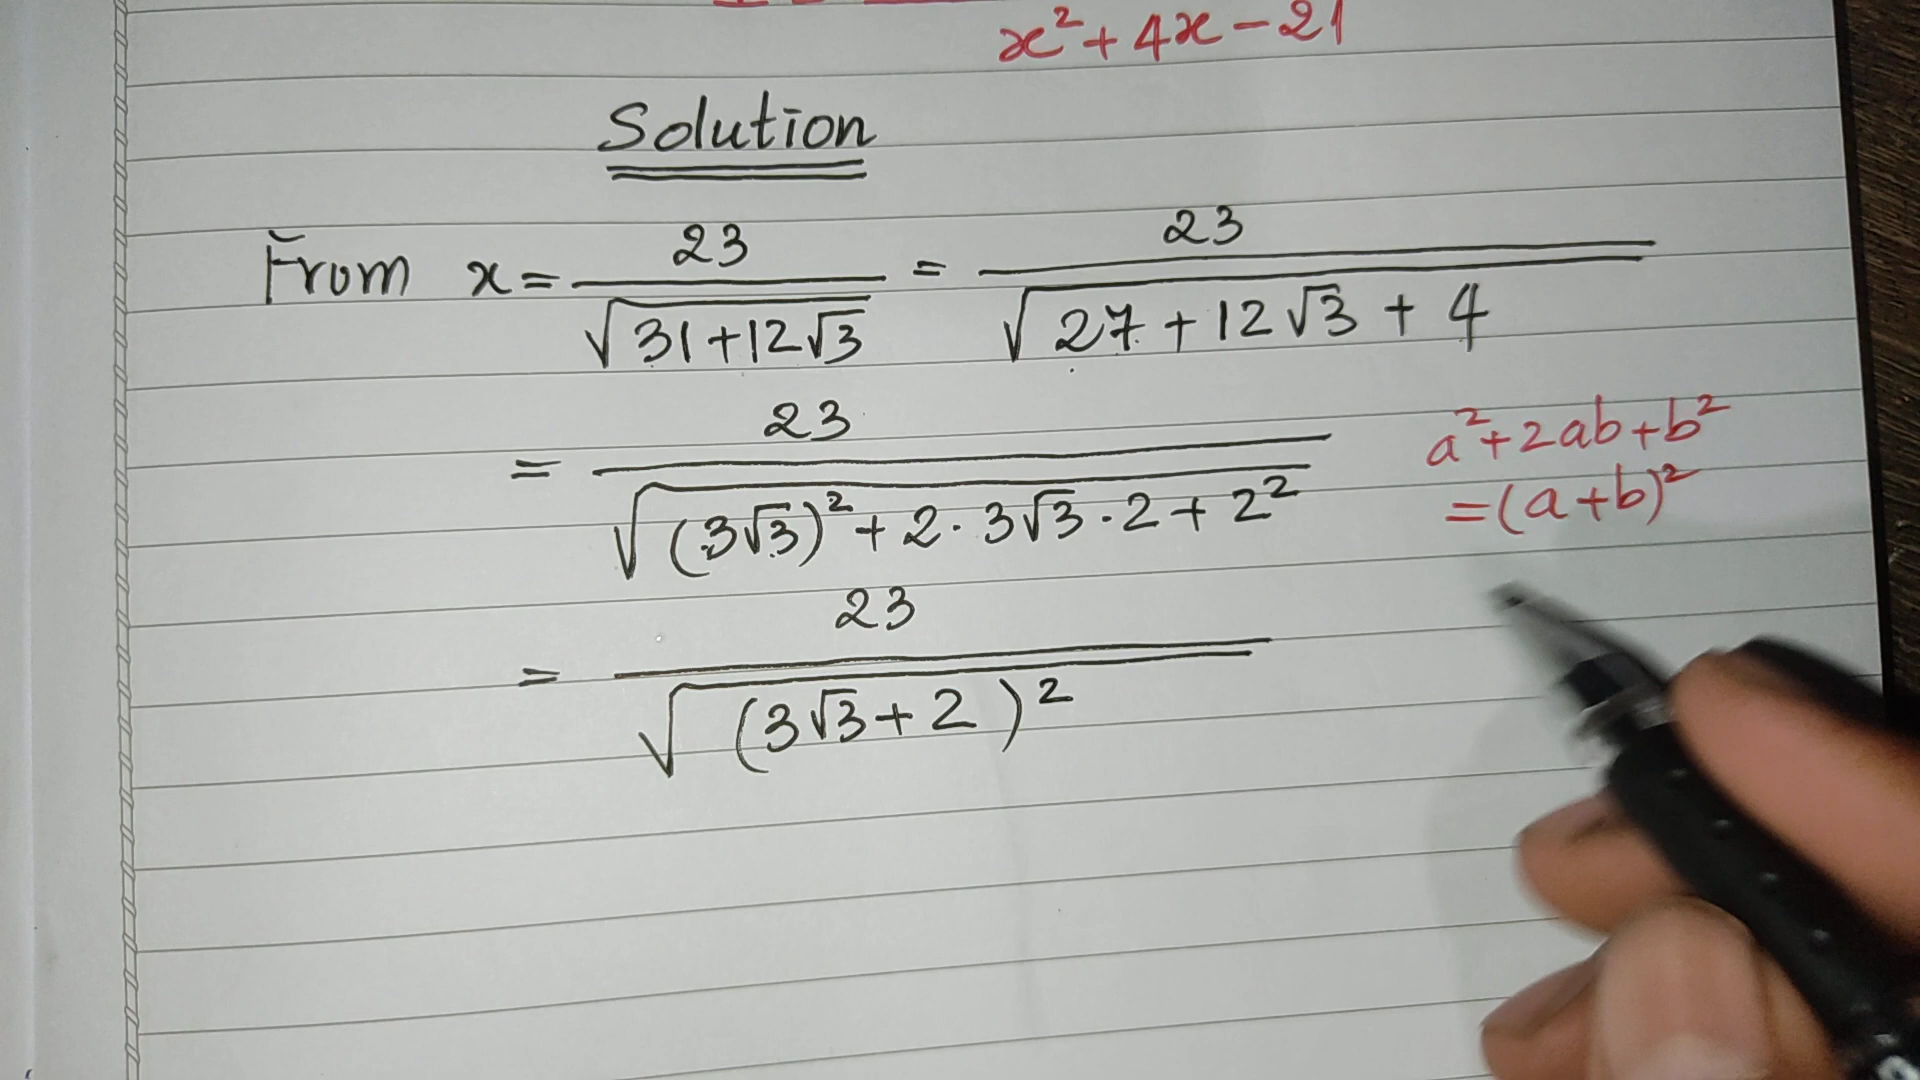 x²+4x-21
Solution
From x = 23/√(31+12√3) = 23/√(27+12√3+4)
= 23/√((3√3)²+2·3√3·2+2²)
a²+2ab+b²
=(a+b)²
= 23/√((3√3+2)²)